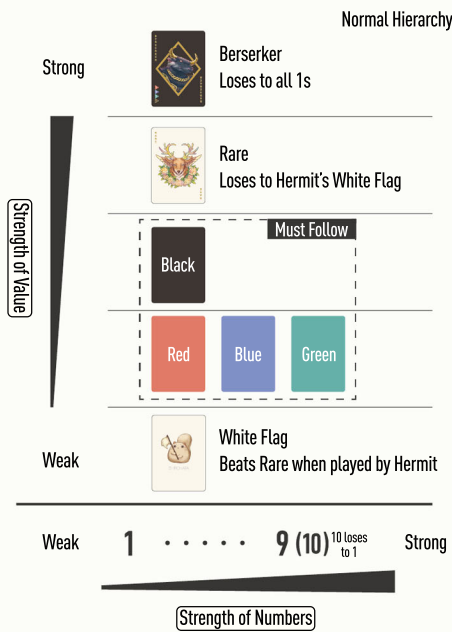 Normal Hierarchy
Strong
Berserker
Loses to all 1s
Rare
Loses to Hermit's White Flag
Strength of Value
Must Follow
Black
Red
Blue
Green
White Flag
Weak
Beats Rare when played by Hermit
Weak
1 ..... 9 (10) 10 loses
to 1
Strong
Strength of Numbers